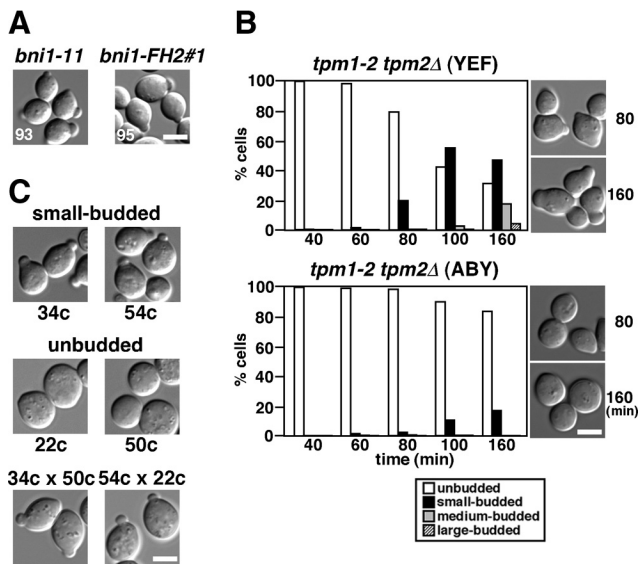 A
bni1-11 bni1-FH2#1
93 95
B
tpm1-2 tpm2Δ (YEF)
% cells
100
80
60
40
20
0
40 60 80 100 160
80
160
tpm1-2 tpm2Δ (ABY)
% cells
100
80
60
40
20
0
40 60 80 100 160
time (min)
80
160
(min)
unbudded
small-budded
medium-budded
large-budded
C
small-budded
34c 54c
unbudded
22c 50c
34c x 50c 54c x 22c